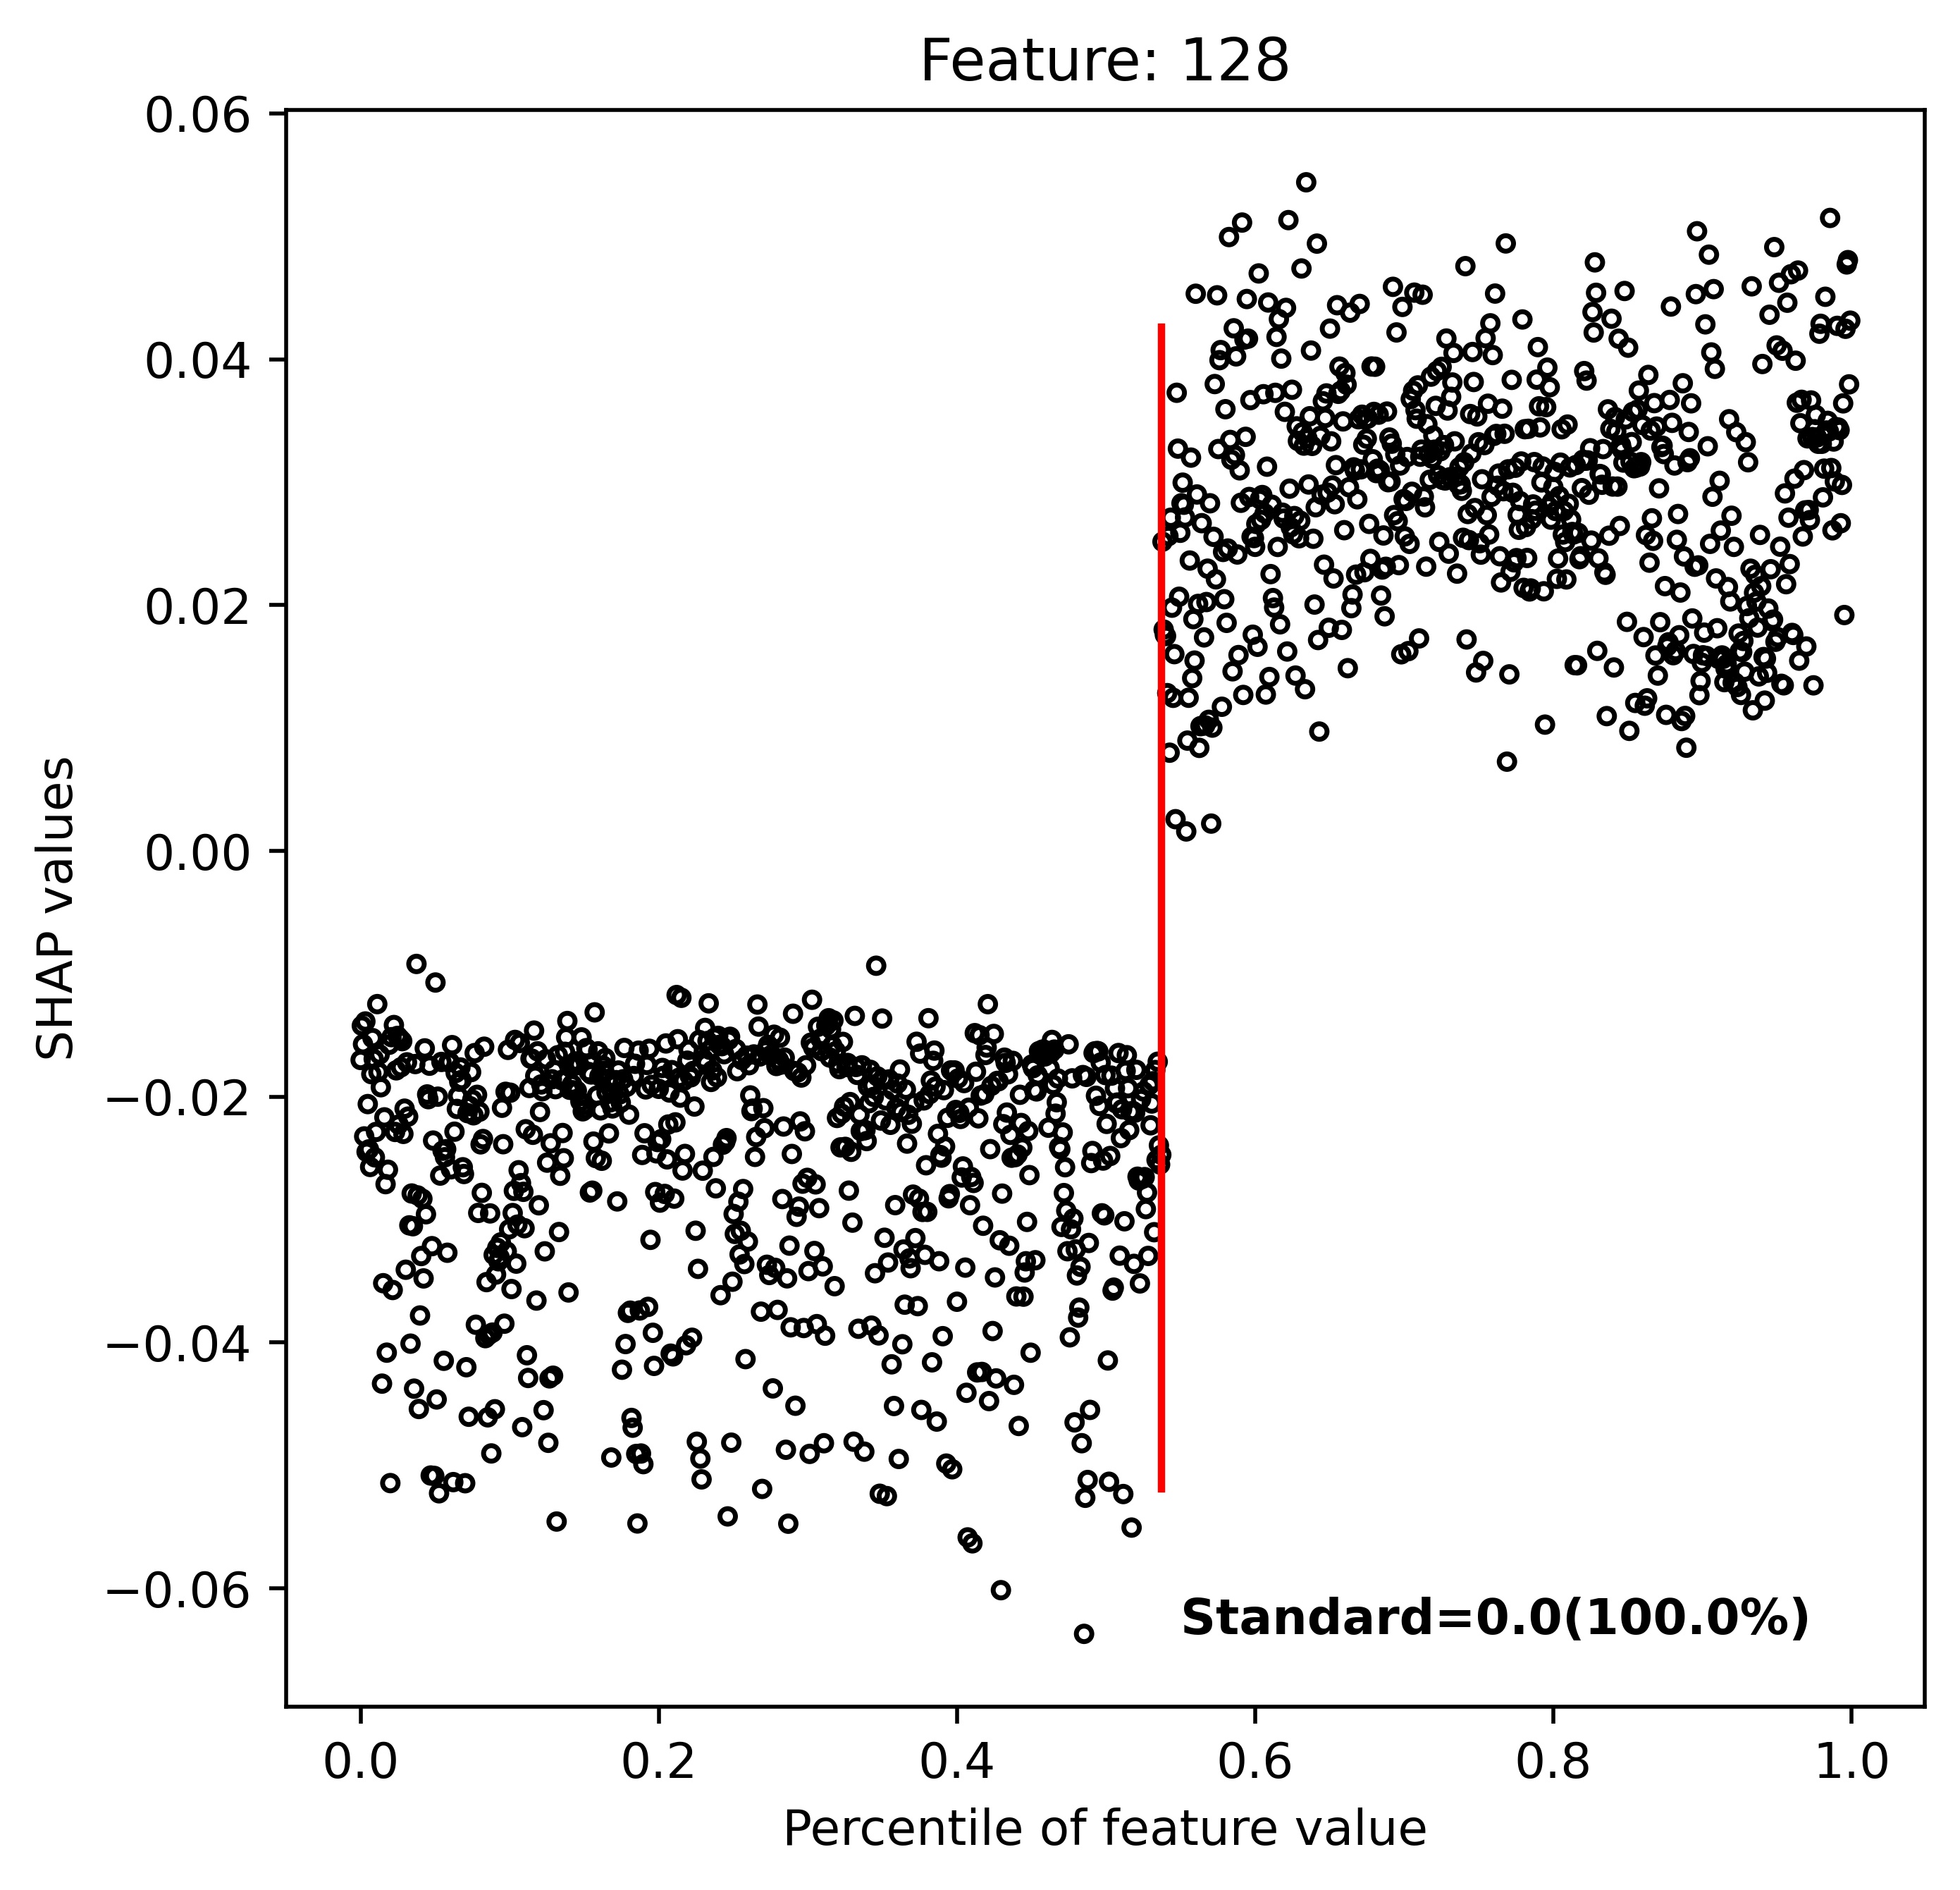 Feature: 128
0.06
0.04
0.02
0.00
−0.02
−0.04
−0.06
SHAP values
Standard=0.0(100.0%)
0.0 0.2 0.4 0.6 0.8 1.0
Percentile of feature value